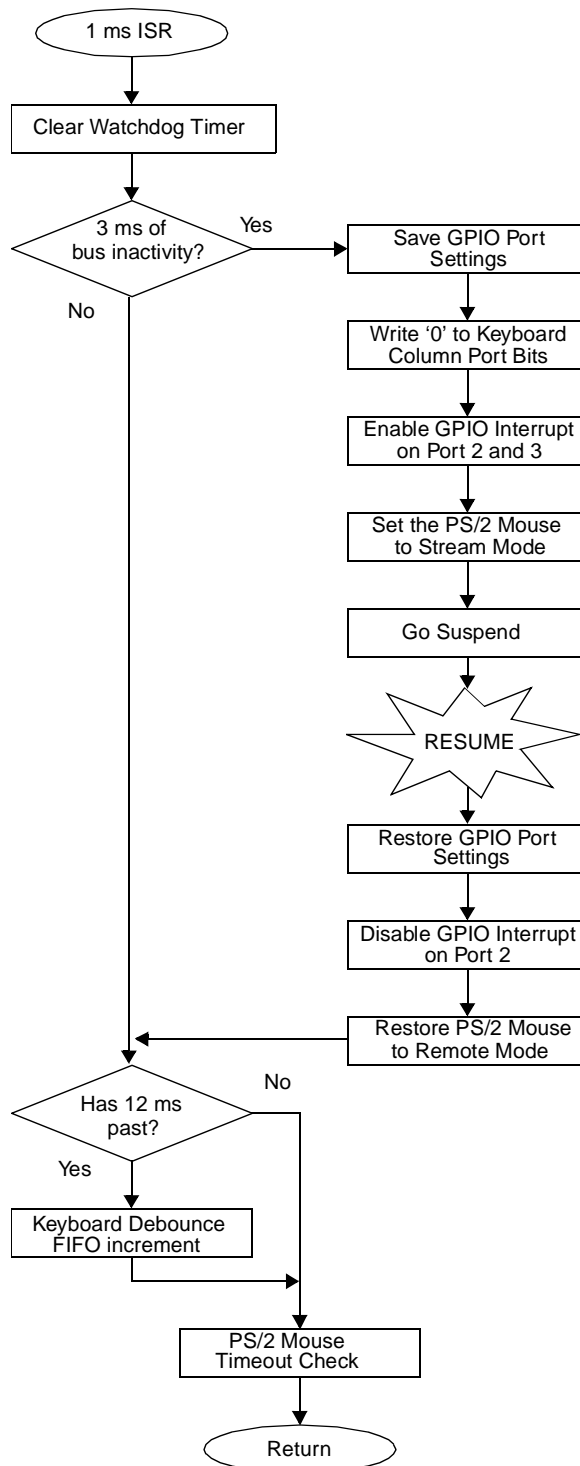 1 ms ISR
Clear Watchdog Timer
3 ms of
bus inactivity?
Yes
No
Save GPIO Port
Settings
Write ‘0’ to Keyboard
Column Port Bits
Enable GPIO Interrupt
on Port 2 and 3
Set the PS/2 Mouse
to Stream Mode
Go Suspend
RESUME
Restore GPIO Port
Settings
Disable GPIO Interrupt
on Port 2
Restore PS/2 Mouse
to Remote Mode
Has 12 ms
past?
No
Yes
Keyboard Debounce
FIFO increment
PS/2 Mouse
Timeout Check
Return